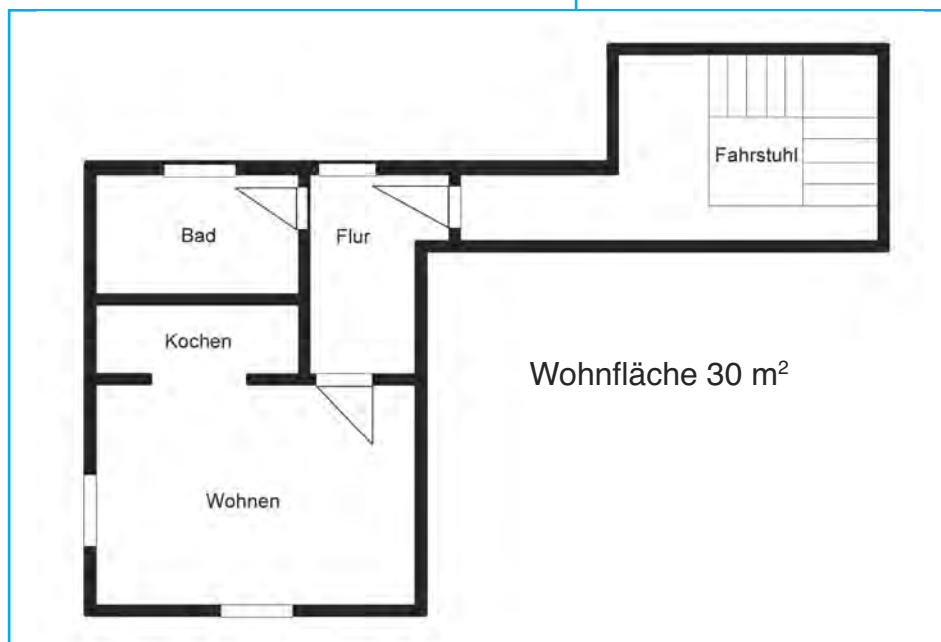 Fahrstuhl
Bad
Flur
Kochen
Wohnfläche 30 m²
Wohnen